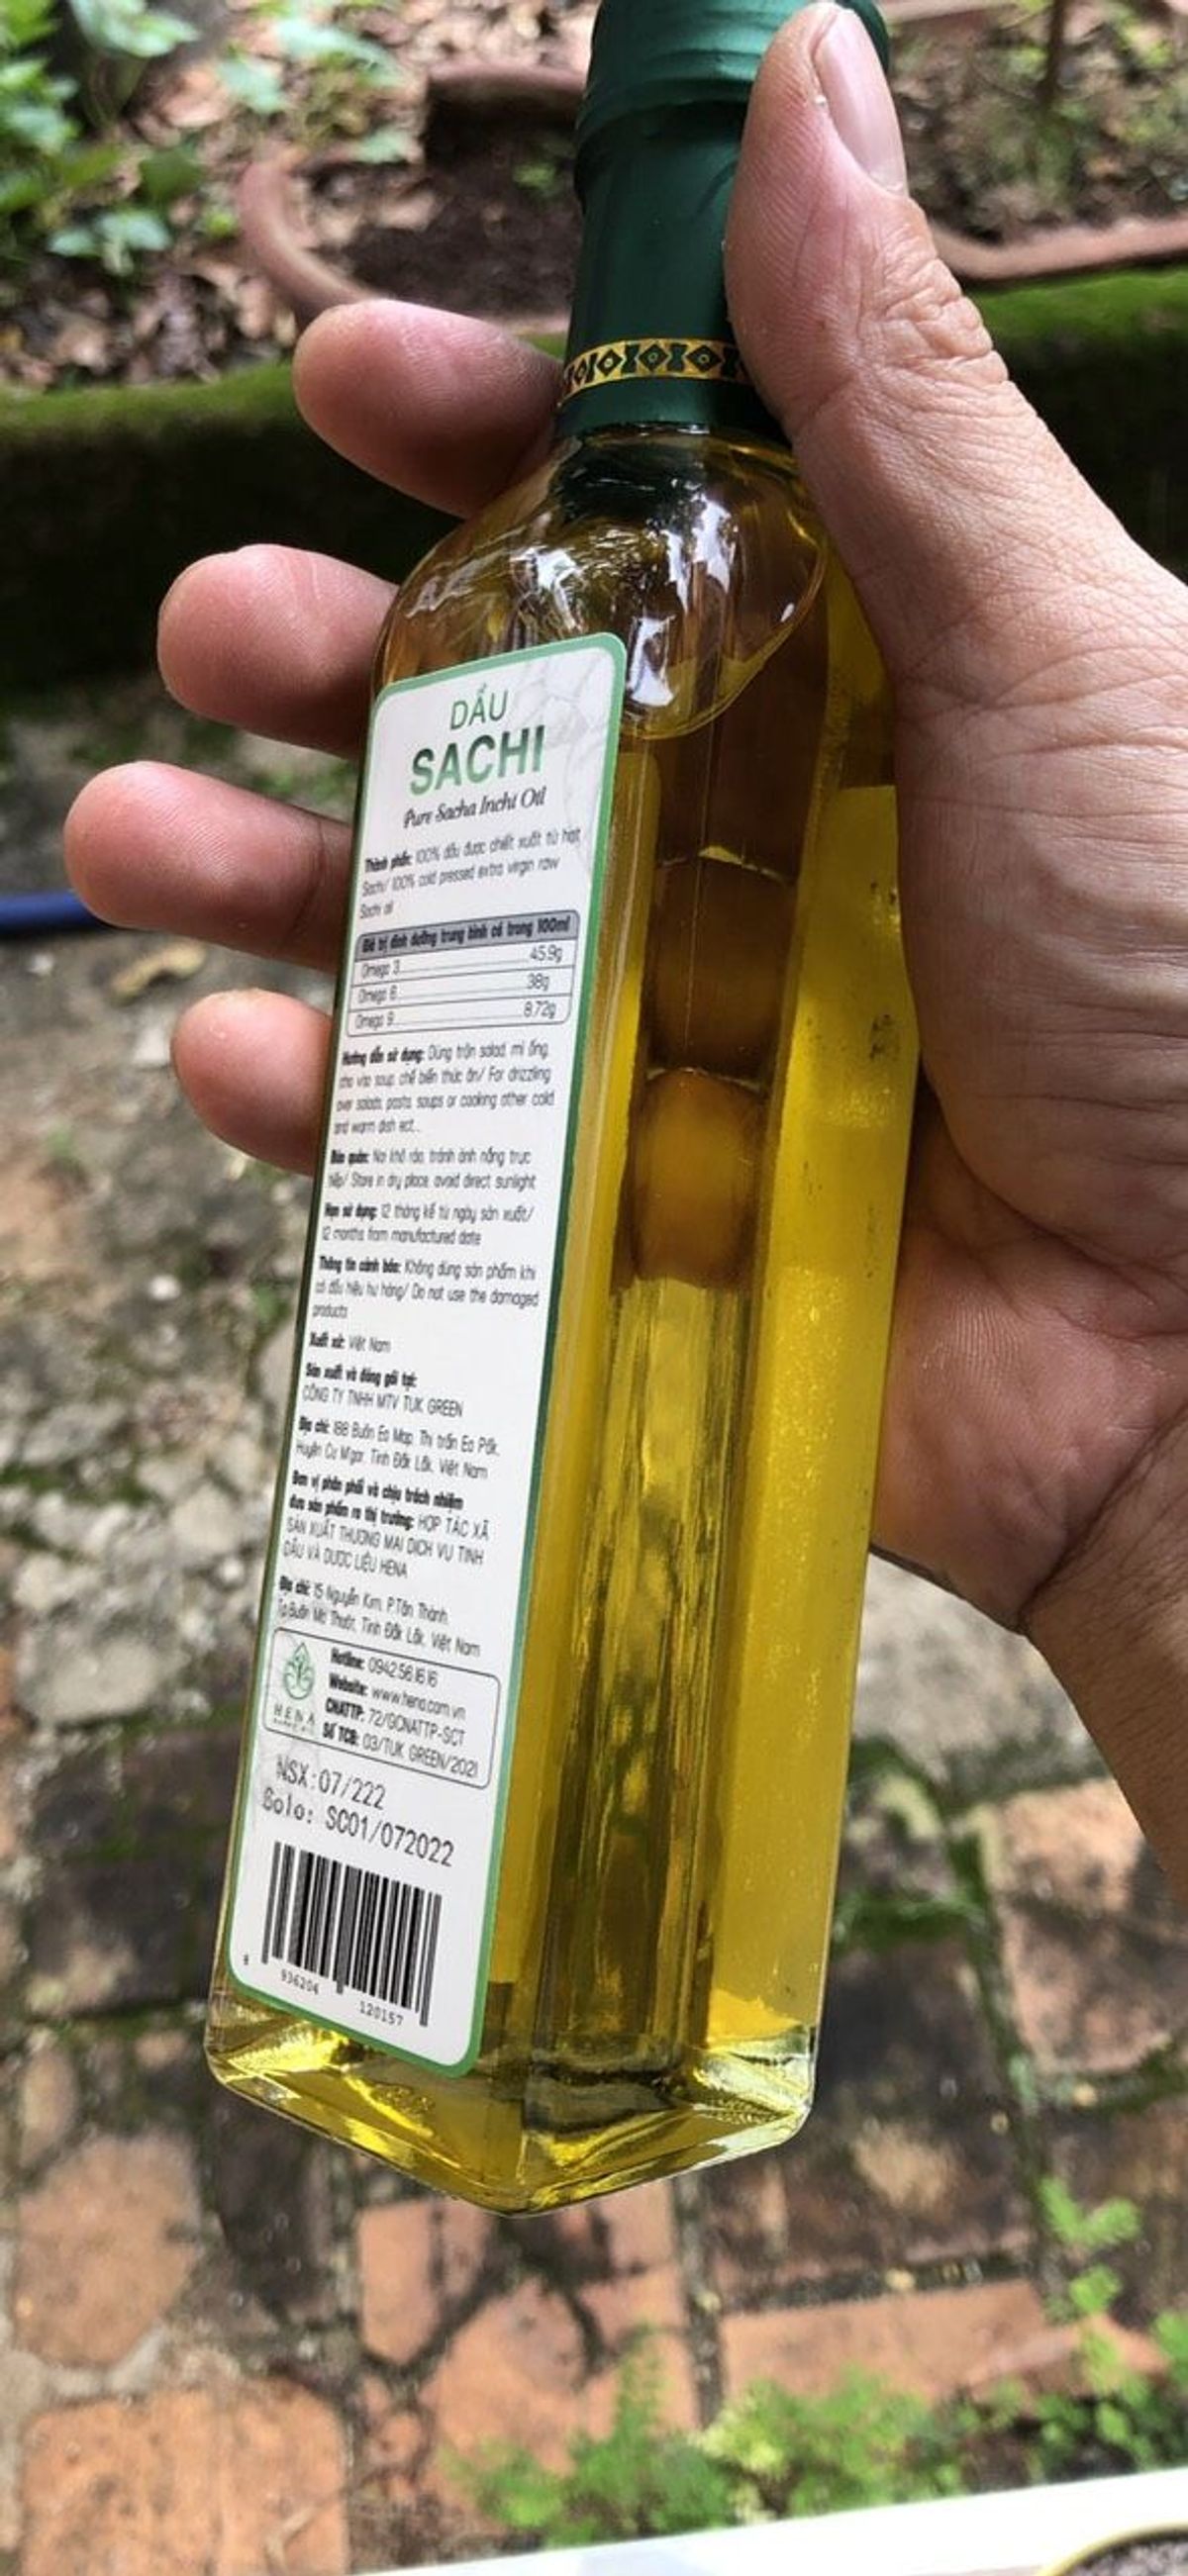 DẦU
SACHI
Pure Sacha Inchi Oil
Thành phần: 100% dầu được chiết xuất từ hạt
Sachi/ 100% cold pressed extra virgin raw
Sachi oil
Giá trị dinh dưỡng trung bình có trong 100ml
Omega 3 45.9g
Omega 6 38g
Omega 9 8.72g
Hướng dẫn sử dụng: Dùng trộn salad, mì ống,
cho vào soup, chế biến thức ăn/ For drizzling
over salads, pasta, soups or cooking other cold
and warm dish ect...
Bảo quản: Nơi khô ráo, tránh ánh nắng trực
tiếp/ Store in dry place, avoid direct sunlight
Hạn sử dụng: 12 tháng kể từ ngày sản xuất/
12 months from manufactured date
Thông tin cảnh báo: Không dùng sản phẩm khi
có dấu hiệu hư hỏng/ Do not use the damaged
products
Xuất xứ: Việt Nam
Sản xuất và đóng gói tại:
CÔNG TY TNHH MTV TUK GREEN
Địa chỉ: 188 Buôn Ea Map, Thị trấn Ea Pốk,
Huyện Cư M'gar, Tỉnh Đắk Lắk, Việt Nam
Đơn vị phân phối và chịu trách nhiệm
đưa sản phẩm ra thị trường: HỢP TÁC XÃ
SẢN XUẤT THƯƠNG MẠI DỊCH VỤ TINH
DẦU VÀ DƯỢC LIỆU HENA
Địa chỉ: 15 Nguyễn Kim, P.Tân Thành,
Tp.Buôn Ma Thuột, Tỉnh Đắk Lắk, Việt Nam
HENA
Hotline: 0942.56.16.16
Website: www.hena.com.vn
CNATTP: 72/GCNATTP-SCT
Số TCB: 03/TUK GREEN/2021
NSX:07/222
Solo: SC01/072022
8 936204 120157